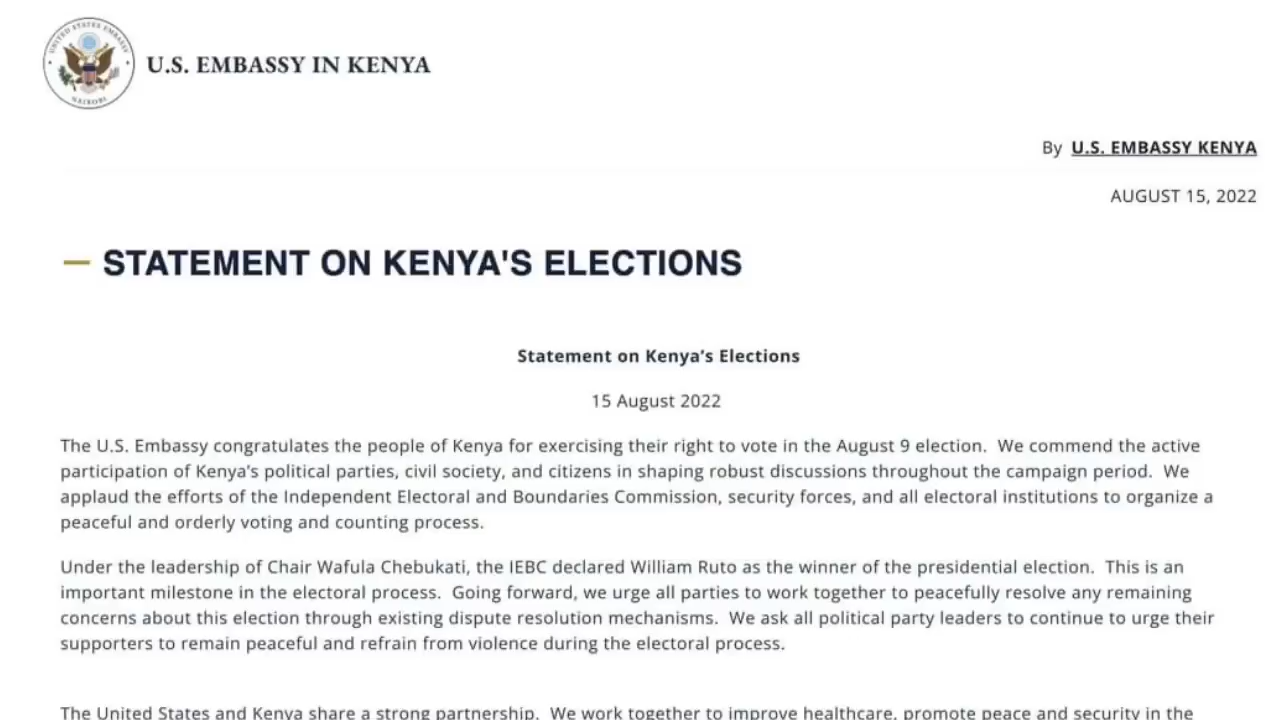 UNITED STATES EMBASSY
NAIROBI
U.S. EMBASSY IN KENYA
By U.S. EMBASSY KENYA
AUGUST 15, 2022
— STATEMENT ON KENYA'S ELECTIONS
Statement on Kenya’s Elections
15 August 2022
The U.S. Embassy congratulates the people of Kenya for exercising their right to vote in the August 9 election.  We commend the active
participation of Kenya’s political parties, civil society, and citizens in shaping robust discussions throughout the campaign period.  We
applaud the efforts of the Independent Electoral and Boundaries Commission, security forces, and all electoral institutions to organize a
peaceful and orderly voting and counting process.
Under the leadership of Chair Wafula Chebukati, the IEBC declared William Ruto as the winner of the presidential election.  This is an
important milestone in the electoral process.  Going forward, we urge all parties to work together to peacefully resolve any remaining
concerns about this election through existing dispute resolution mechanisms.  We ask all political party leaders to continue to urge their
supporters to remain peaceful and refrain from violence during the electoral process.
The United States and Kenya share a strong partnership.  We work together to improve healthcare, promote peace and security in the